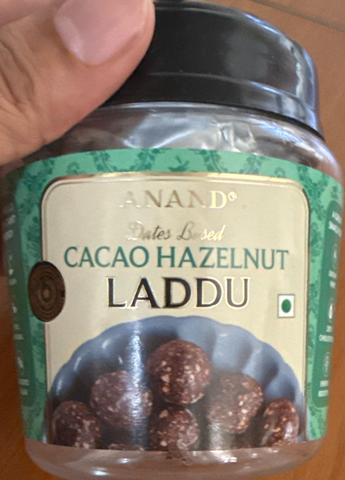 ANAND®
Dates Based
CACAO HAZELNUT
LADDU